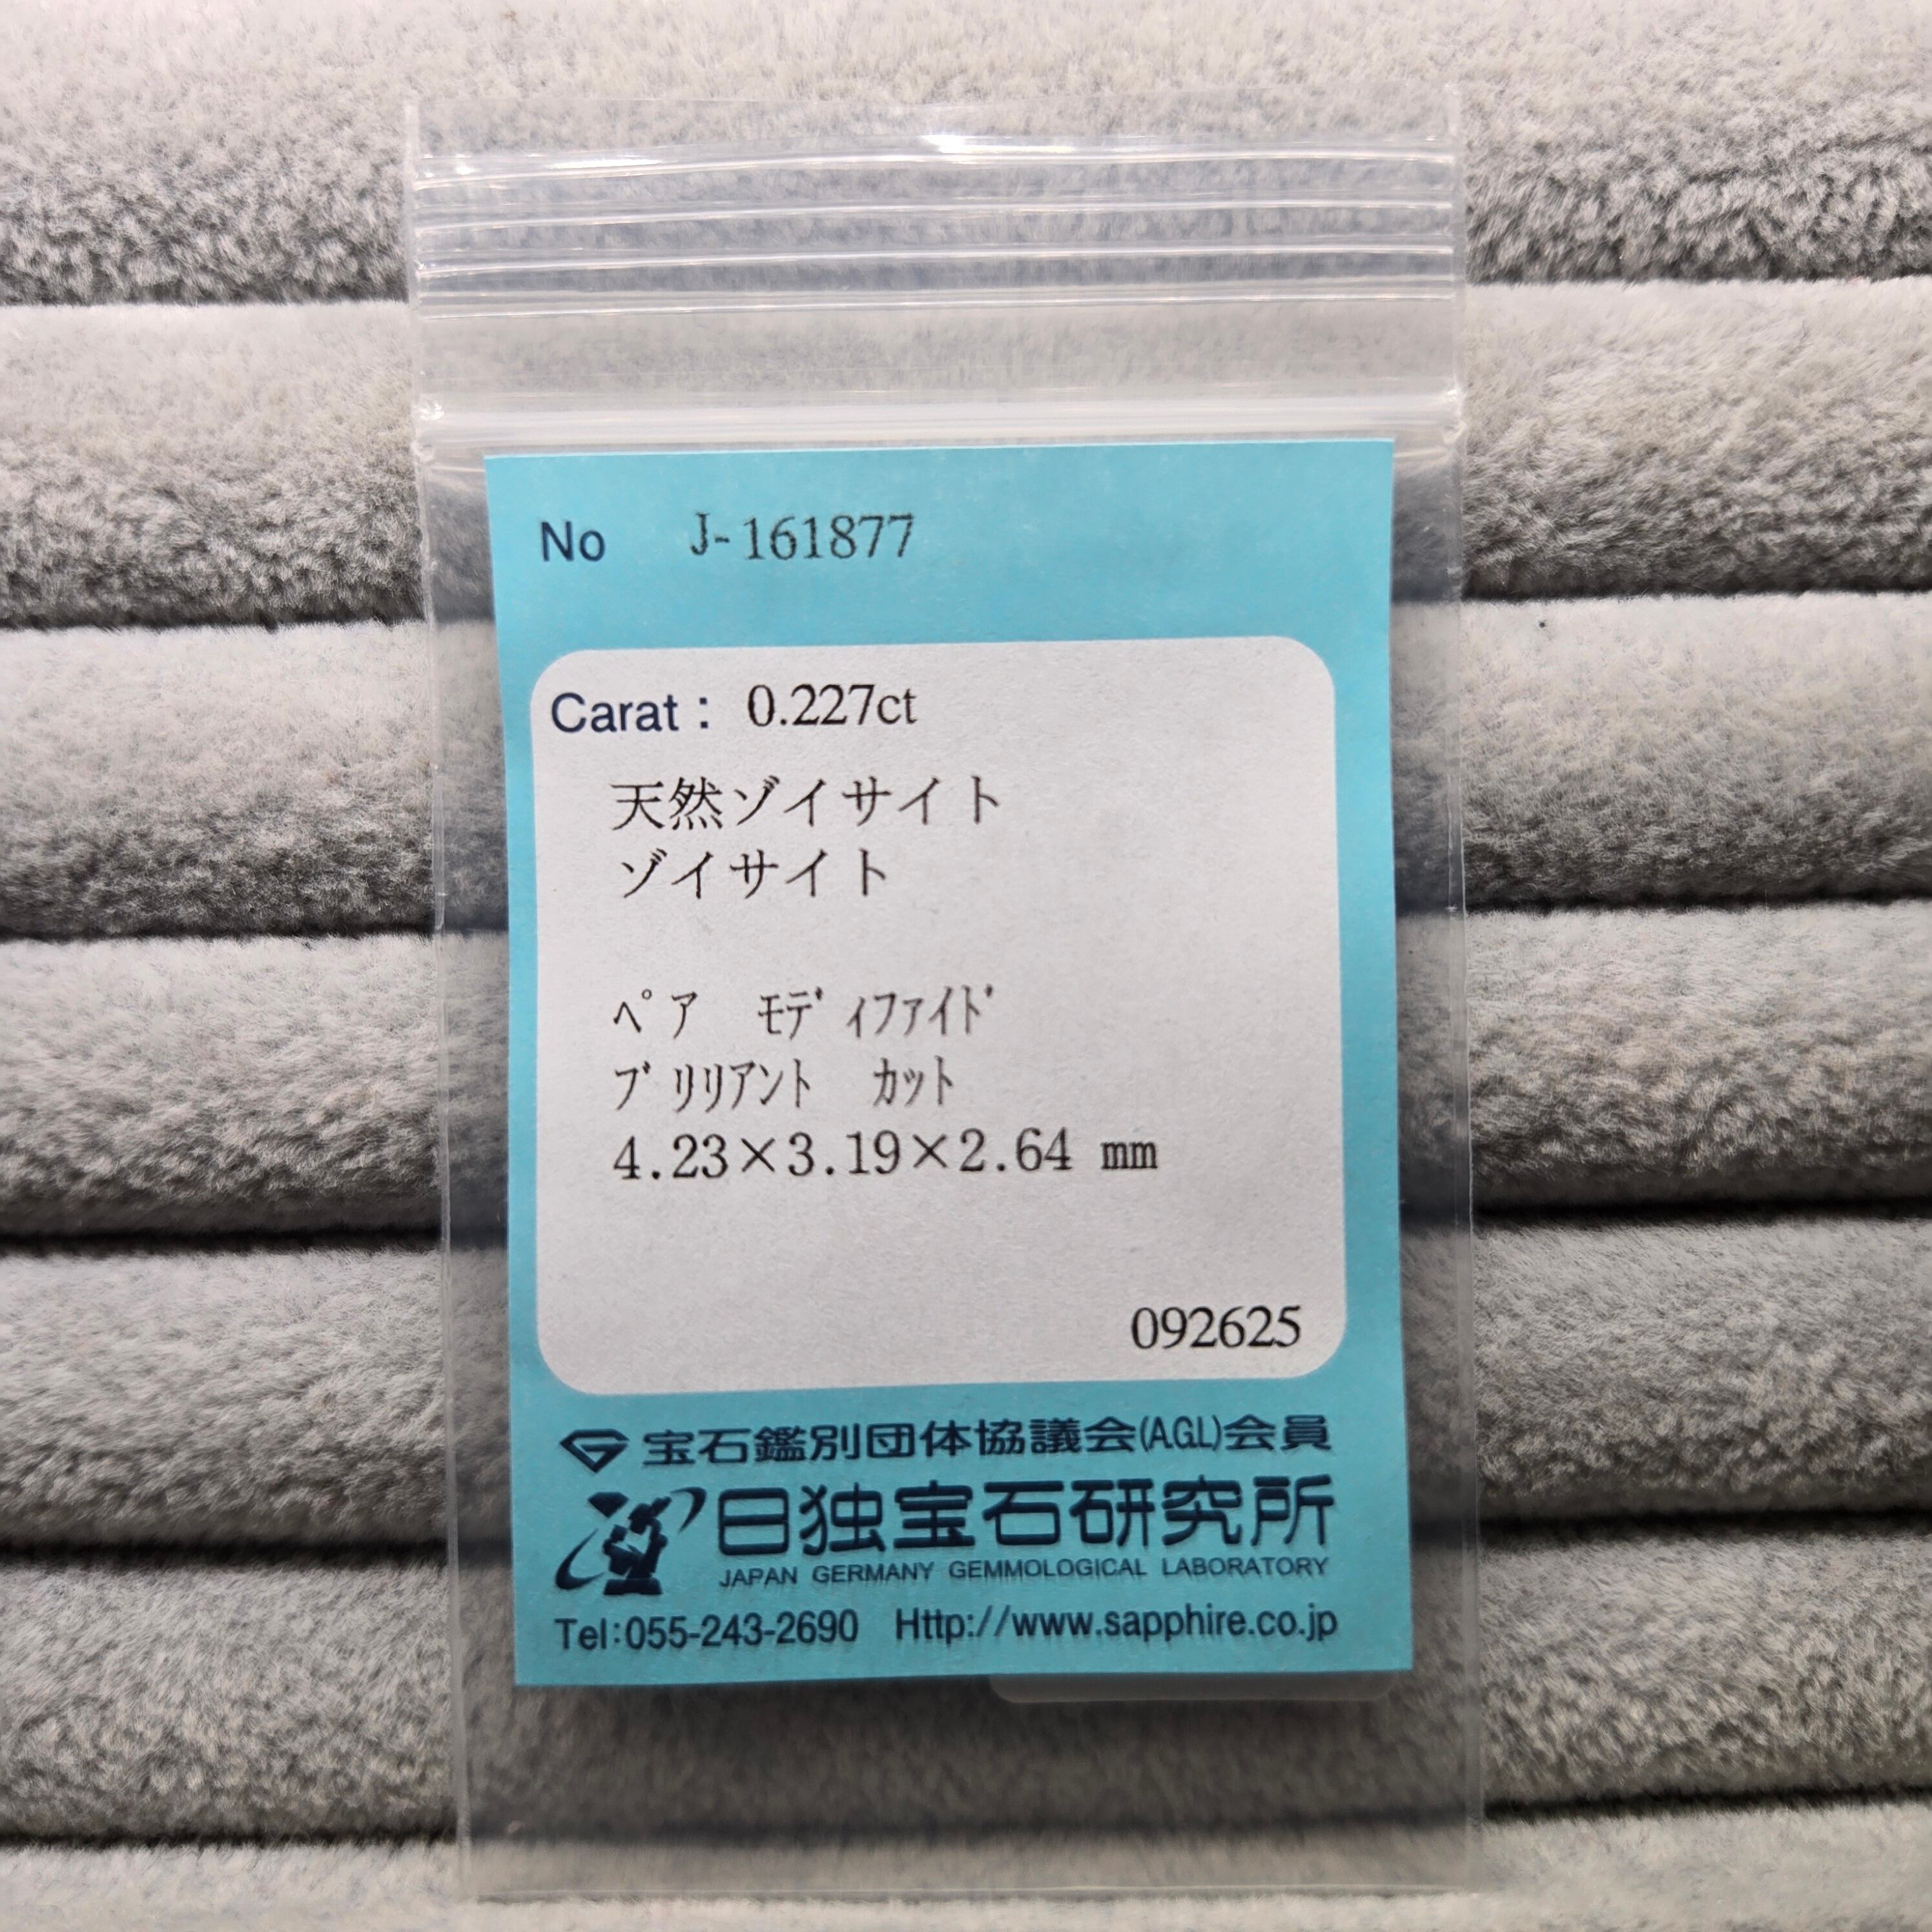 No J-161877
Carat : 0.227ct
天然ゾイサイト
ゾイサイト
ﾍﾟｱ ﾓﾃﾞｨﾌｧｲﾄﾞ
ﾌﾞﾘﾘｱﾝﾄ ｶｯﾄ
4.23×3.19×2.64 mm
092625
宝石鑑別団体協議会(AGL)会員
日独宝石研究所
JAPAN GERMANY GEMMOLOGICAL LABORATORY
Tel:055-243-2690 Http://www.sapphire.co.jp